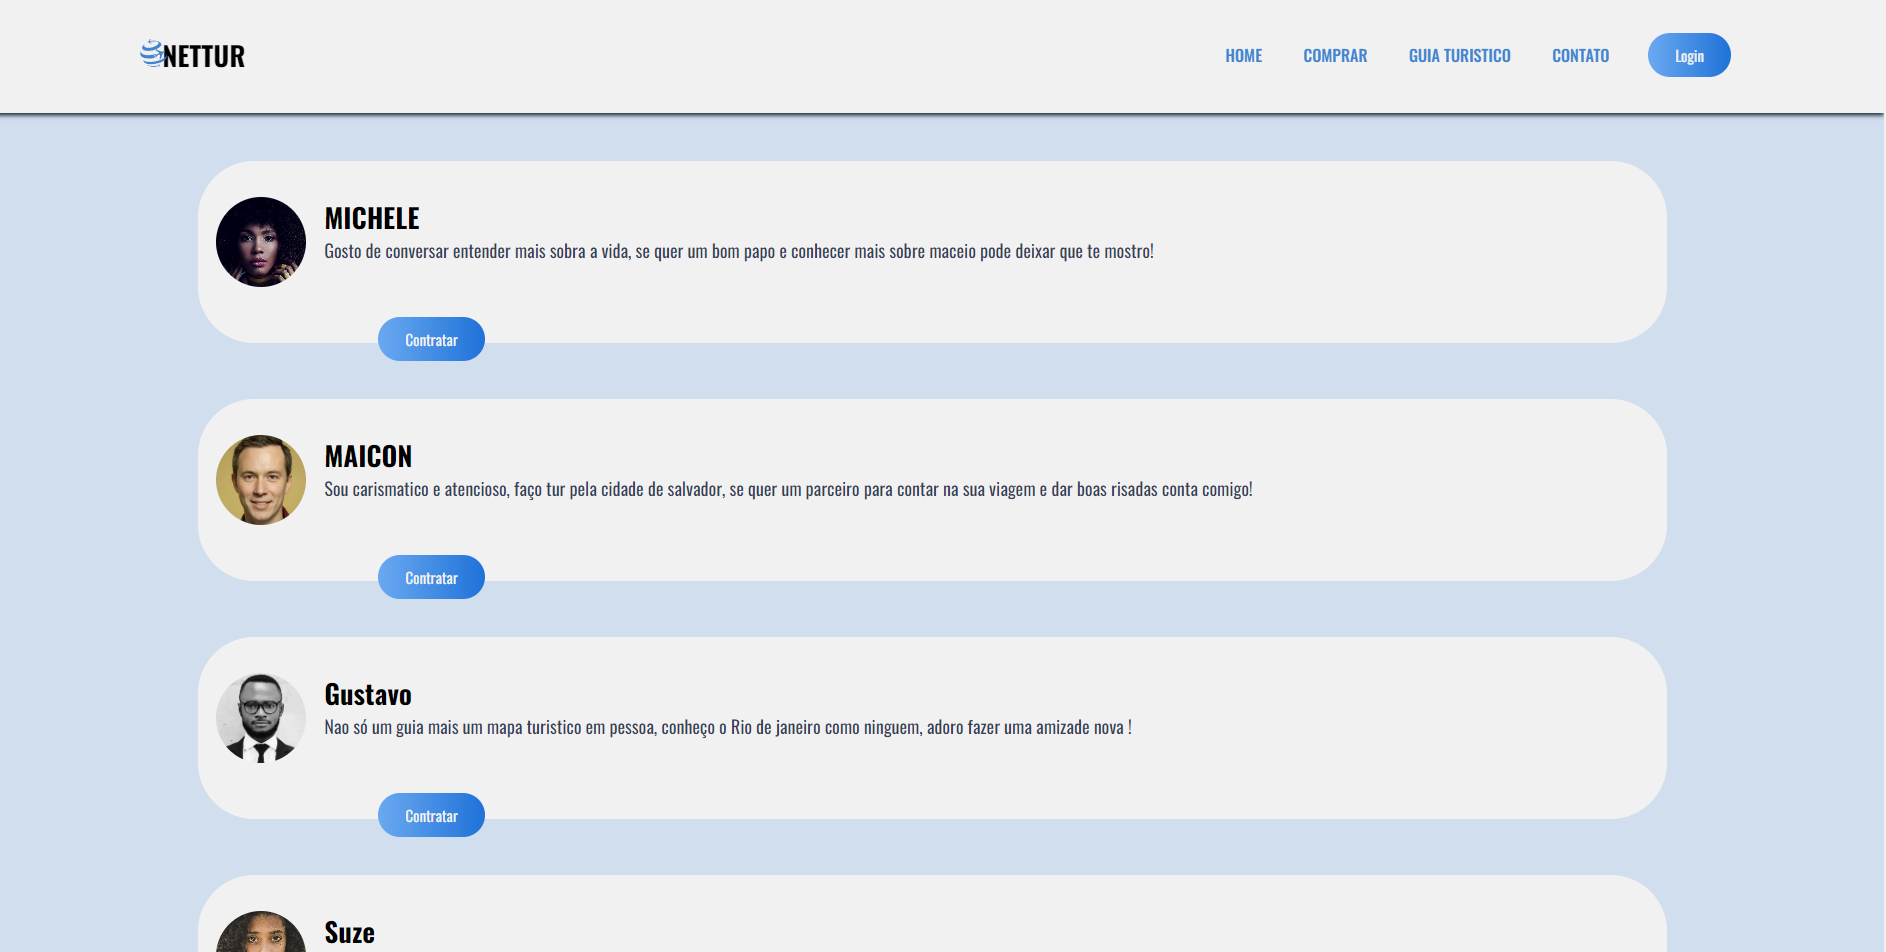 NETTUR
HOME COMPRAR GUIA TURISTICO CONTATO Login
MICHELE
Gosto de conversar entender mais sobra a vida, se quer um bom papo e conhecer mais sobre maceio pode deixar que te mostro!
Contratar
MAICON
Sou carismatico e atencioso, faço tur pela cidade de salvador, se quer um parceiro para contar na sua viagem e dar boas risadas conta comigo!
Contratar
Gustavo
Nao só um guia mais um mapa turistico em pessoa, conheço o Rio de janeiro como ninguem, adoro fazer uma amizade nova !
Contratar
Suze